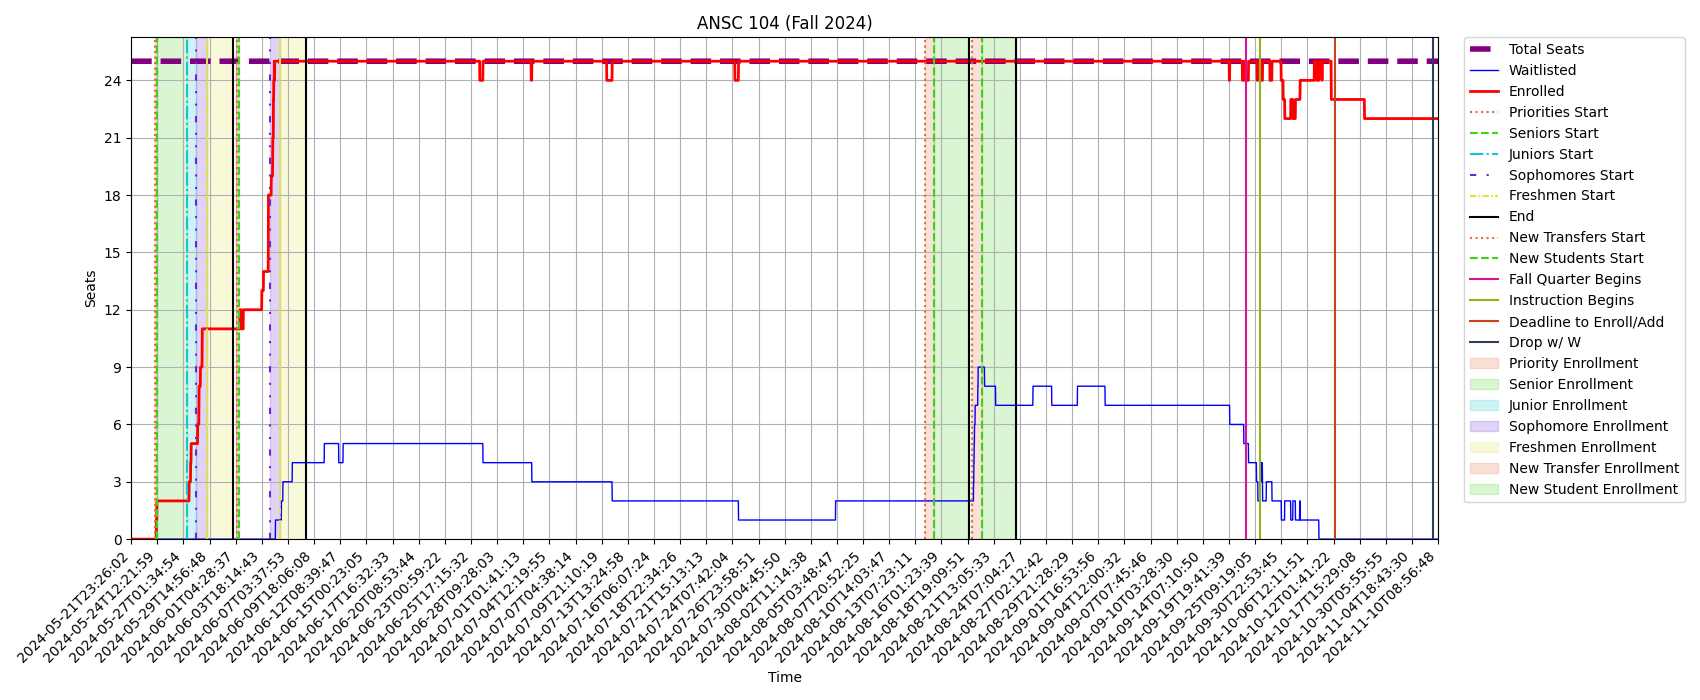 ANSC 104 (Fall 2024)
Seats
24
21
18
15
12
9
6
3
0
2024-05-21T23:26:02
2024-05-24T12:21:59
2024-05-27T01:34:54
2024-05-29T14:56:48
2024-06-01T04:28:37
2024-06-03T18:14:43
2024-06-07T03:37:53
2024-06-09T18:06:08
2024-06-12T08:39:47
2024-06-15T00:23:05
2024-06-17T16:32:33
2024-06-20T08:53:44
2024-06-23T00:59:22
2024-06-25T17:15:32
2024-06-28T09:28:03
2024-07-01T01:41:13
2024-07-04T12:19:55
2024-07-07T04:38:14
2024-07-09T21:10:19
2024-07-13T13:24:58
2024-07-16T06:07:24
2024-07-18T22:34:26
2024-07-21T15:13:13
2024-07-24T07:42:04
2024-07-26T23:58:51
2024-07-30T04:45:50
2024-08-02T11:14:38
2024-08-05T03:48:47
2024-08-07T20:52:25
2024-08-10T14:03:47
2024-08-13T07:23:11
2024-08-16T01:23:39
2024-08-18T19:09:51
2024-08-21T13:05:33
2024-08-24T07:04:27
2024-08-27T02:12:42
2024-08-29T21:28:29
2024-09-01T16:53:56
2024-09-04T12:00:32
2024-09-07T07:45:46
2024-09-10T03:28:30
2024-09-14T07:10:50
2024-09-19T19:41:39
2024-09-25T09:19:05
2024-09-30T22:53:45
2024-10-06T12:11:51
2024-10-12T01:41:22
2024-10-17T15:29:08
2024-10-30T05:55:55
2024-11-04T18:43:30
2024-11-10T08:56:48
Time
Total Seats
Waitlisted
Enrolled
Priorities Start
Seniors Start
Juniors Start
Sophomores Start
Freshmen Start
End
New Transfers Start
New Students Start
Fall Quarter Begins
Instruction Begins
Deadline to Enroll/Add
Drop w/ W
Priority Enrollment
Senior Enrollment
Junior Enrollment
Sophomore Enrollment
Freshmen Enrollment
New Transfer Enrollment
New Student Enrollment